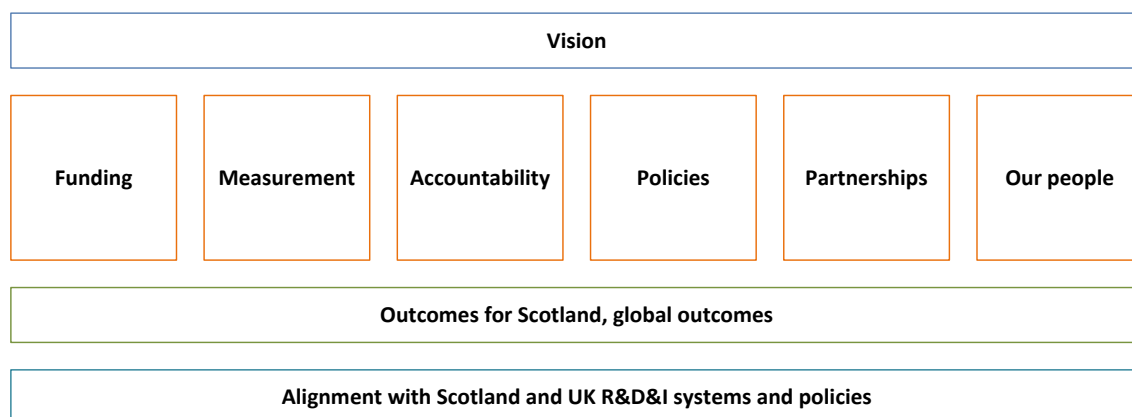 Vision
Funding
Measurement
Accountability
Policies
Partnerships
Our people
Outcomes for Scotland, global outcomes
Alignment with Scotland and UK R&D&I systems and policies